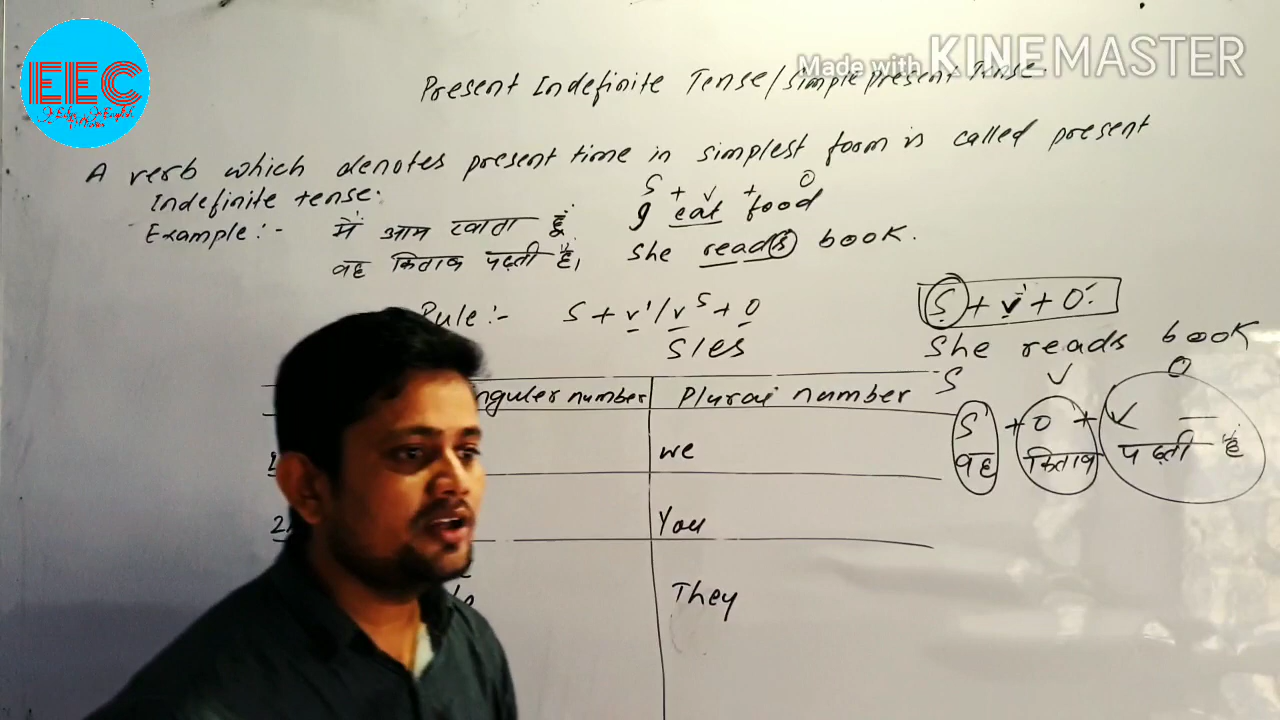 EEC
Made with KINEMASTER
Present Indefinite Tense/Simple present Tense.
A verb which denotes present time in simplest form is called present
Indefinite tense.
S + V + O
Example:- में आम खाता हूँ. I eat food
वह किताब पढ़ती है। She reads book.
Rule:- S + V¹/V⁵ + O
S/es
S + V¹ + O.
She reads book
S V O
nguler number Plural number
S + O + V
वह किताब पढ़ती है
we
You
They